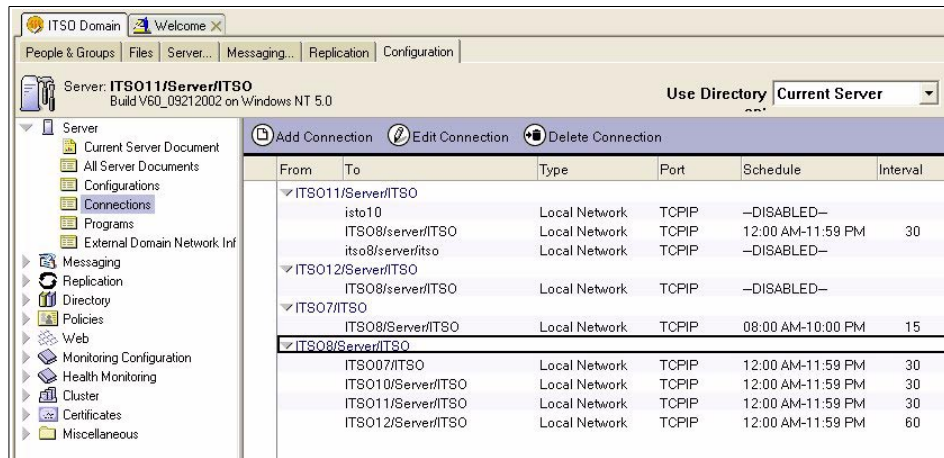 ITSO Domain Welcome
People & Groups Files Server... Messaging... Replication Configuration
Server: ITSO11/Server/ITSO
Build V60_09212002 on Windows NT 5.0
Use Directory Current Server
Server
Current Server Document
All Server Documents
Configurations
Connections
Programs
External Domain Network Inf
Messaging
Replication
Directory
Policies
Web
Monitoring Configuration
Health Monitoring
Cluster
Certificates
Miscellaneous
Add Connection Edit Connection Delete Connection
From To Type Port Schedule Interval
ITSO11/Server/ITSO
isto10 Local Network TCPIP --DISABLED--
ITSO8/server/ITSO Local Network TCPIP 12:00 AM-11:59 PM 30
itso8/server/itso Local Network TCPIP --DISABLED--
ITSO12/Server/ITSO
ITSO8/server/ITSO Local Network TCPIP --DISABLED--
ITSO07/ITSO
ITSO8/Server/ITSO Local Network TCPIP 08:00 AM-10:00 PM 15
ITSO8/Server/ITSO
ITSO07/ITSO Local Network TCPIP 12:00 AM-11:59 PM 30
ITSO10/Server/ITSO Local Network TCPIP 12:00 AM-11:59 PM 30
ITSO11/Server/ITSO Local Network TCPIP 12:00 AM-11:59 PM 30
ITSO12/Server/ITSO Local Network TCPIP 12:00 AM-11:59 PM 60